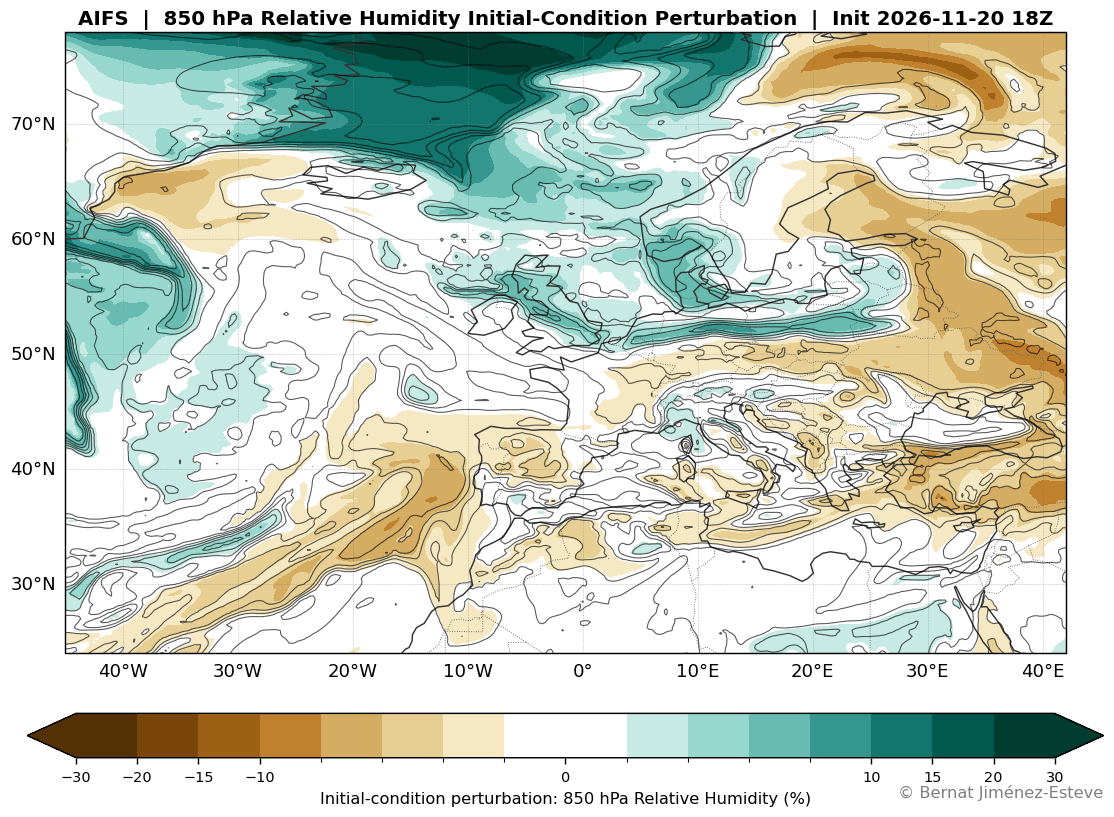 AIFS | 850 hPa Relative Humidity Initial-Condition Perturbation | Init 2026-11-20 18Z
70°N
60°N
50°N
40°N
30°N
40°W 30°W 20°W 10°W 0° 10°E 20°E 30°E 40°E
−30 −20 −15 −10 0 10 15 20 30
Initial-condition perturbation: 850 hPa Relative Humidity (%)
© Bernat Jiménez-Esteve